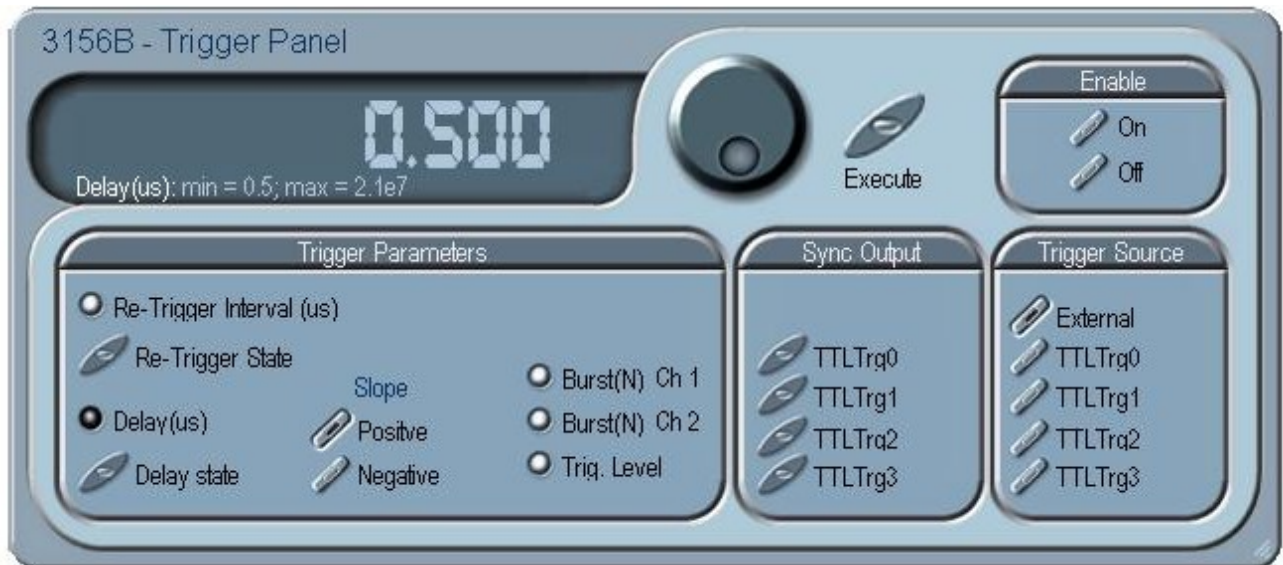 3156B - Trigger Panel
0.500
Delay(us): min = 0.5; max = 2.1e7
Execute
Enable
On
Off
Trigger Parameters
Re-Trigger Interval (us)
Re-Trigger State
Delay(us)
Delay state
Slope
Positve
Negative
Burst(N) Ch 1
Burst(N) Ch 2
Trig. Level
Sync Output
TTLTrg0
TTLTrg1
TTLTrg2
TTLTrg3
Trigger Source
External
TTLTrg0
TTLTrg1
TTLTrg2
TTLTrg3